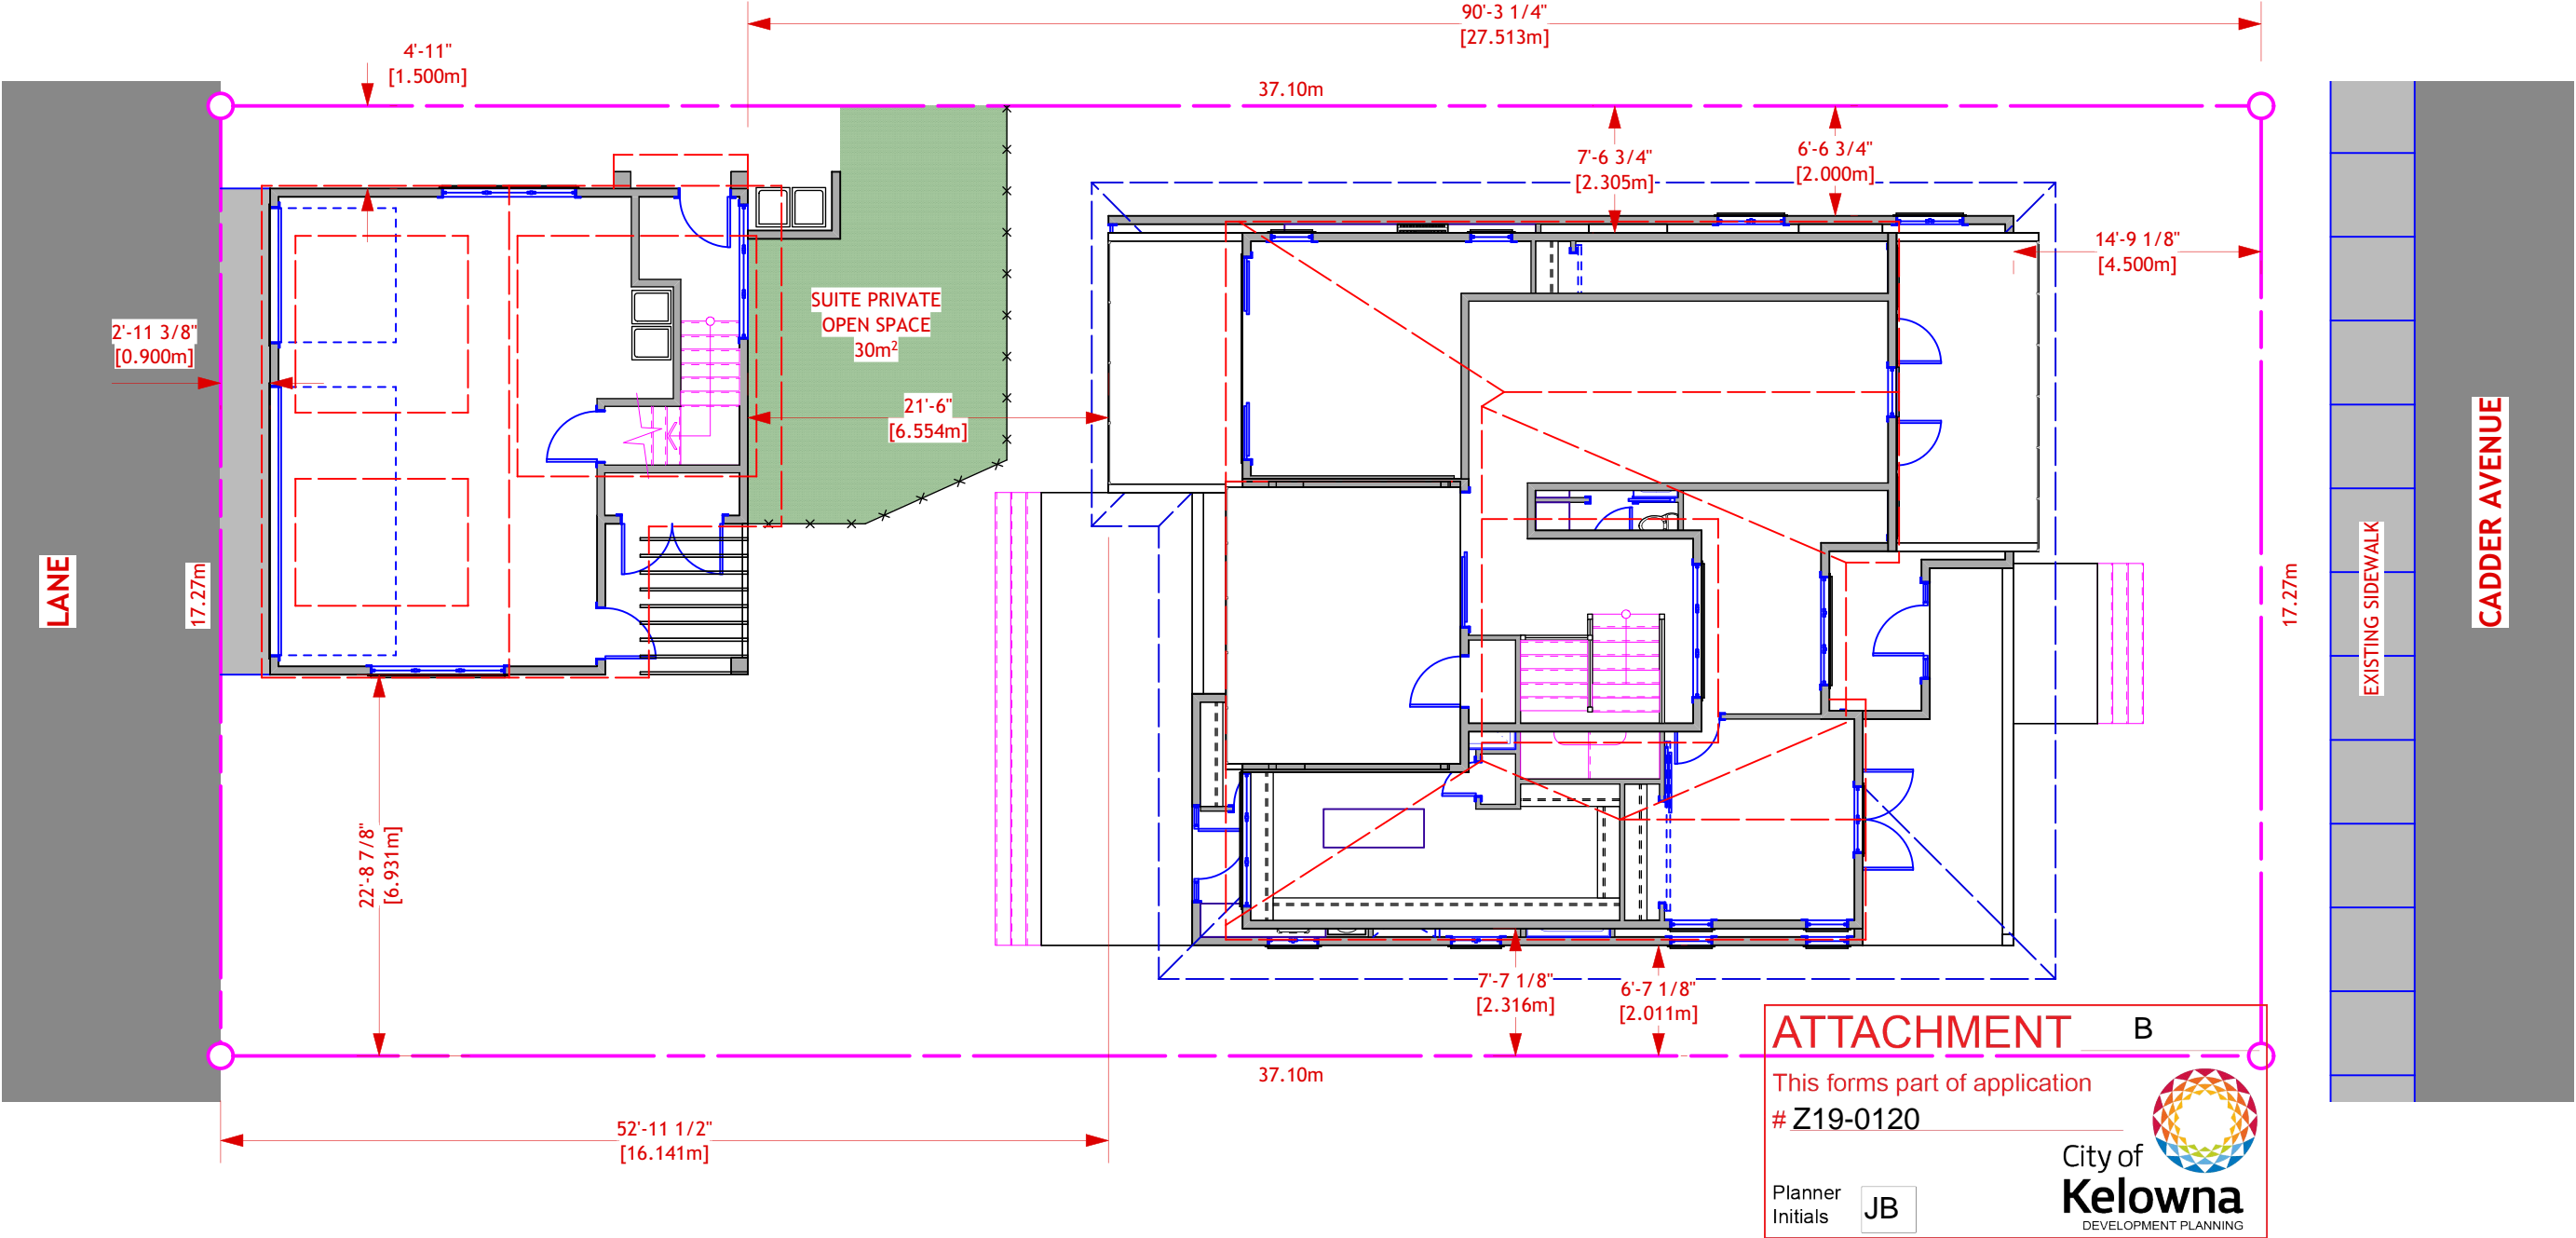 90'-3 1/4"
[27.513m]
4'-11"
[1.500m]
37.10m
7'-6 3/4"
[2.305m]
6'-6 3/4"
[2.000m]
14'-9 1/8"
[4.500m]
2'-11 3/8"
[0.900m]
SUITE PRIVATE
OPEN SPACE
30m²
21'-6"
[6.554m]
LANE
17.27m
17.27m
EXISTING SIDEWALK
CADDER AVENUE
22'-8 7/8"
[6.931m]
7'-7 1/8"
[2.316m]
6'-7 1/8"
[2.011m]
37.10m
52'-11 1/2"
[16.141m]
ATTACHMENT B
This forms part of application
# Z19-0120
City of
Kelowna
DEVELOPMENT PLANNING
Planner
Initials JB